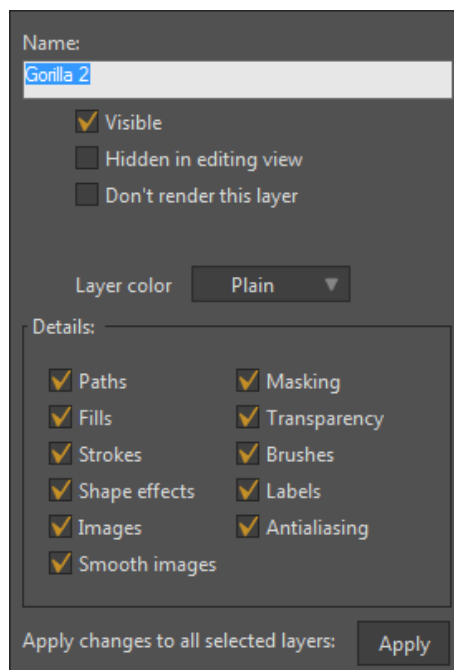 Name:
Gorilla 2
Visible
Hidden in editing view
Don't render this layer
Layer color Plain
Details:
Paths Masking
Fills Transparency
Strokes Brushes
Shape effects Labels
Images Antialiasing
Smooth images
Apply changes to all selected layers: Apply